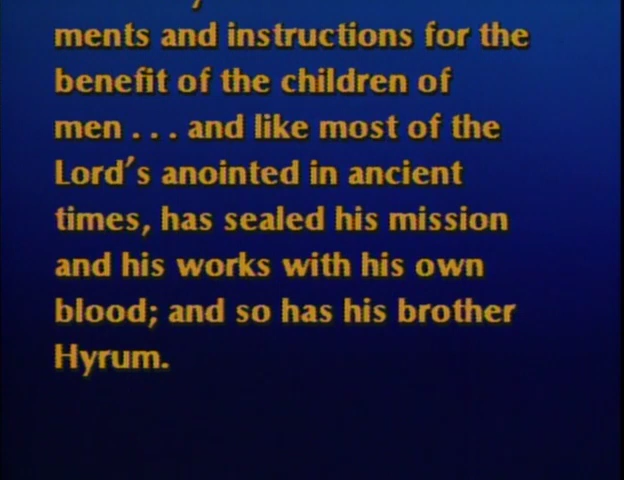 ments and instructions for the
benefit of the children of
men . . . and like most of the
Lord's anointed in ancient
times, has sealed his mission
and his works with his own
blood; and so has his brother
Hyrum.